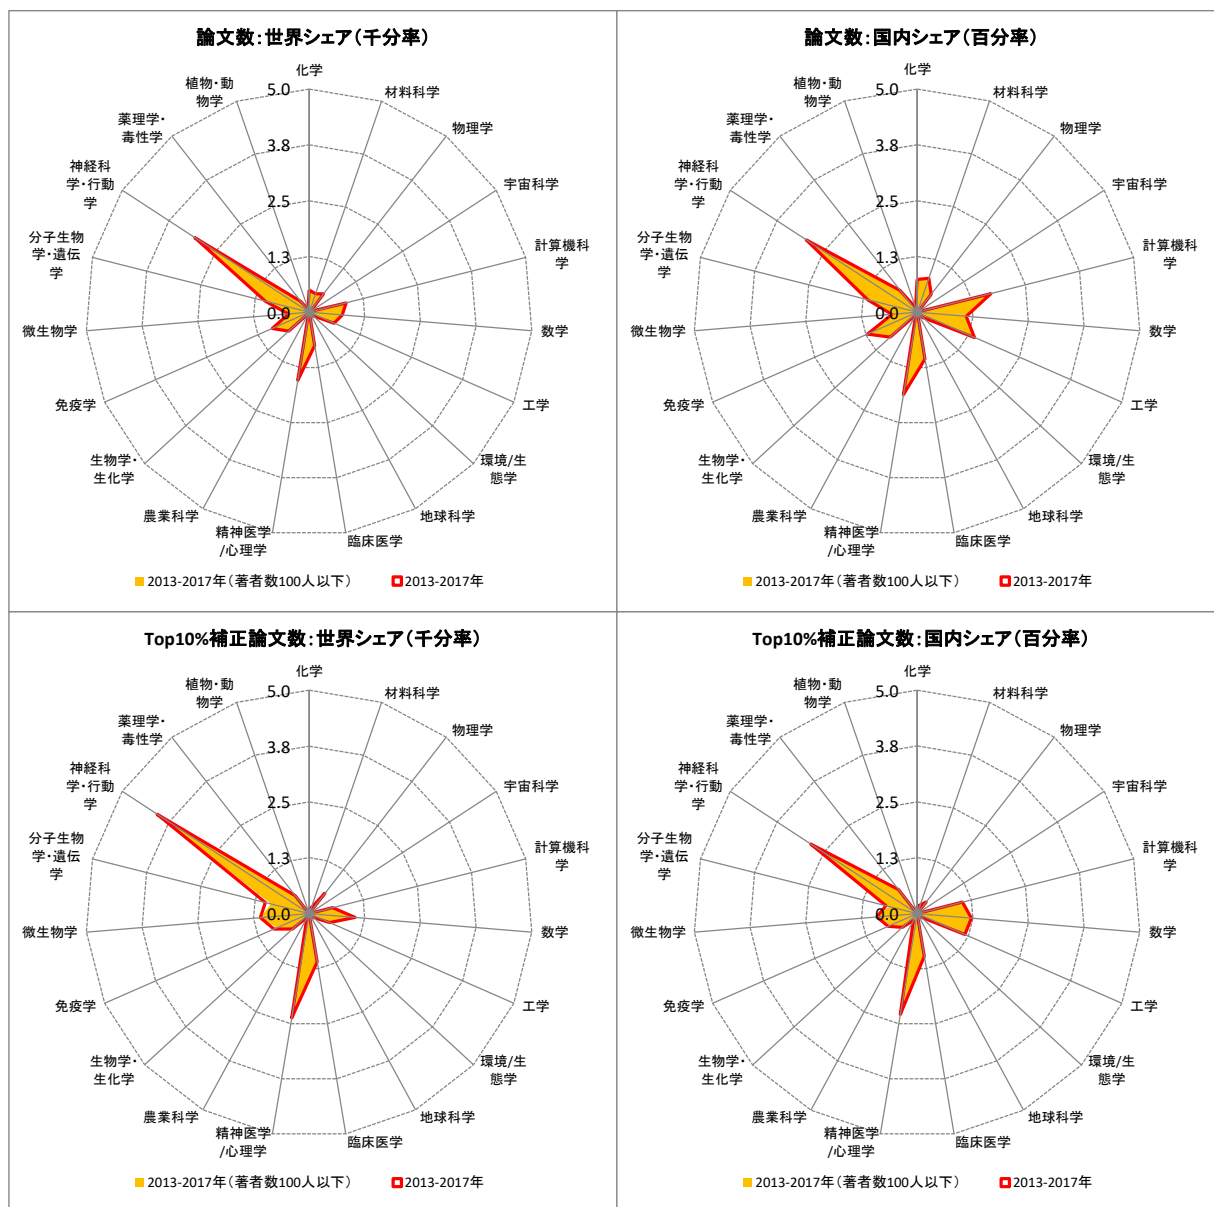 論文数：世界シェア（千分率）
化学
材料科学
物理学
宇宙科学
計算機科
学
数学
工学
環境/生
態学
地球科学
臨床医学
精神医学
/心理学
農業科学
生物学・
生化学
免疫学
微生物学
分子生物
学・遺伝
学
神経科
学・行動
学
薬理学・
毒性学
植物・動
物学
5.0
3.8
2.5
1.3
0.0
2013-2017年（著者数100人以下）
2013-2017年
論文数：国内シェア（百分率）
化学
材料科学
物理学
宇宙科学
計算機科
学
数学
工学
環境/生
態学
地球科学
臨床医学
精神医学
/心理学
農業科学
生物学・
生化学
免疫学
微生物学
分子生物
学・遺伝
学
神経科
学・行動
学
薬理学・
毒性学
植物・動
物学
5.0
3.8
2.5
1.3
0.0
2013-2017年（著者数100人以下）
2013-2017年
Top10%補正論文数：世界シェア（千分率）
化学
材料科学
物理学
宇宙科学
計算機科
学
数学
工学
環境/生
態学
地球科学
臨床医学
精神医学
/心理学
農業科学
生物学・
生化学
免疫学
微生物学
分子生物
学・遺伝
学
神経科
学・行動
学
薬理学・
毒性学
植物・動
物学
5.0
3.8
2.5
1.3
0.0
2013-2017年（著者数100人以下）
2013-2017年
Top10%補正論文数：国内シェア（百分率）
化学
材料科学
物理学
宇宙科学
計算機科
学
数学
工学
環境/生
態学
地球科学
臨床医学
精神医学
/心理学
農業科学
生物学・
生化学
免疫学
微生物学
分子生物
学・遺伝
学
神経科
学・行動
学
薬理学・
毒性学
植物・動
物学
5.0
3.8
2.5
1.3
0.0
2013-2017年（著者数100人以下）
2013-2017年